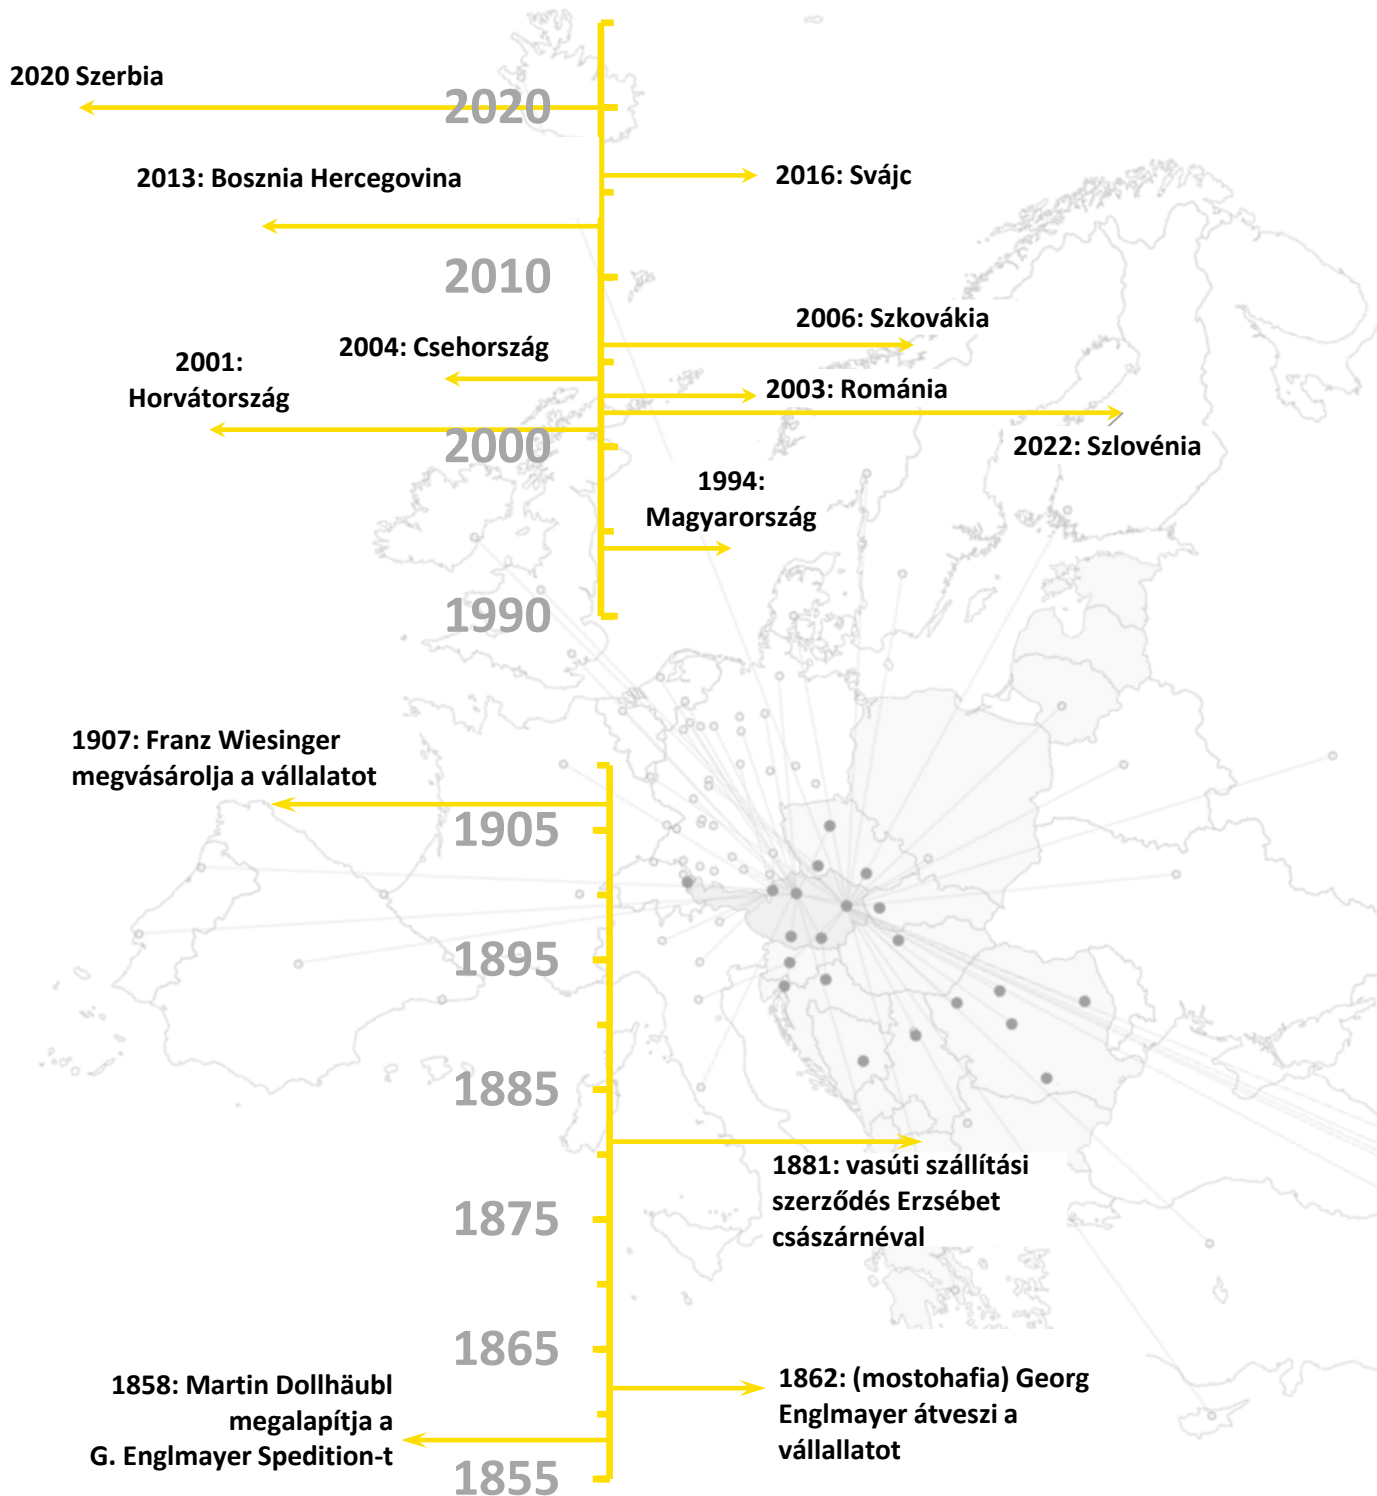 2020 Szerbia
2020
2013: Bosznia Hercegovina
2016: Svájc
2010
2006: Szkovákia
2004: Csehország
2001:
Horvátország
2003: Románia
2000
2022: Szlovénia
1994:
Magyarország
1990
1907: Franz Wiesinger
megvásárolja a vállalatot
1905
1895
1885
1881: vasúti szállítási
szerződés Erzsébet
császárnéval
1875
1865
1858: Martin Dollhäubl
megalapítja a
G. Englmayer Spedition-t
1862: (mostohafia) Georg
Englmayer átveszi a
vállallatot
1855